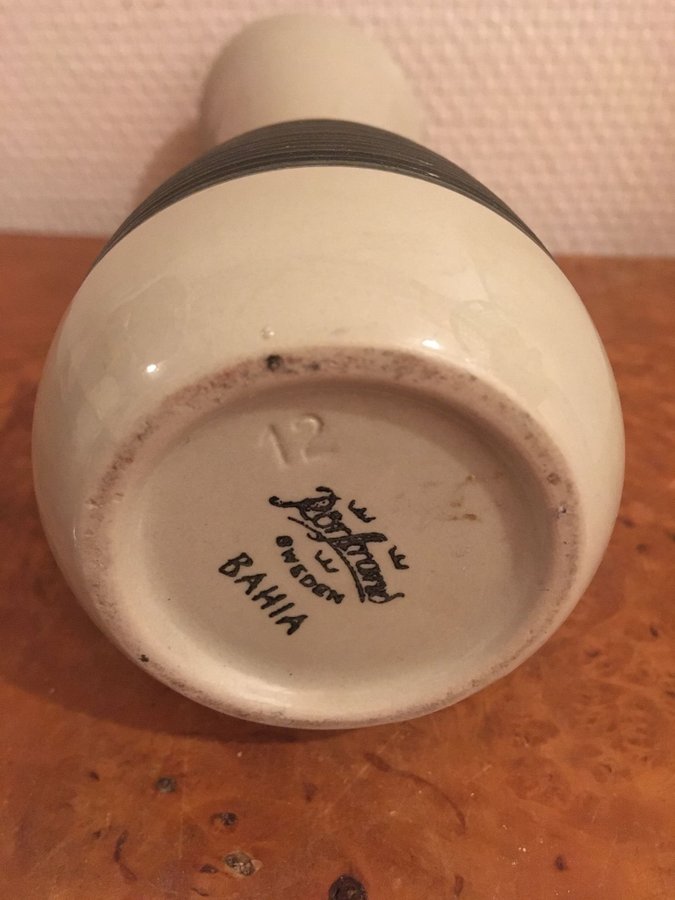 12
Rörstrand
SWEDEN
BAHIA